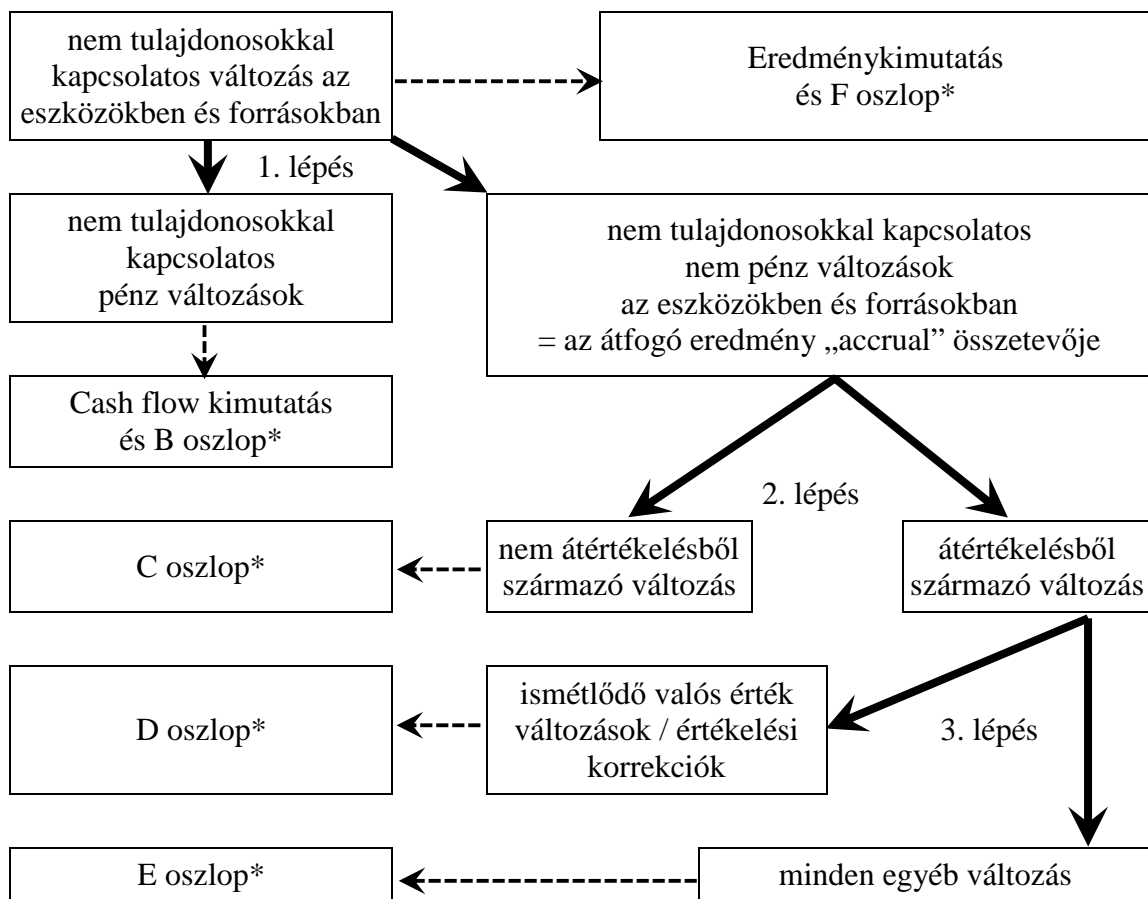 nem tulajdonosokkal
kapcsolatos változás az
eszközökben és forrásokban
Eredménykimutatás
és F oszlop*
1. lépés
nem tulajdonosokkal
kapcsolatos
pénz változások
nem tulajdonosokkal kapcsolatos
nem pénz változások
az eszközökben és forrásokban
= az átfogó eredmény „accrual” összetevője
Cash flow kimutatás
és B oszlop*
2. lépés
C oszlop*
nem átértékelésből
származó változás
átértékelésből
származó változás
D oszlop*
ismétlődő valós érték
változások / értékelési
korrekciók
3. lépés
E oszlop*
minden egyéb változás